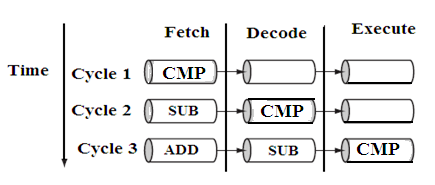 Fetch Decode Execute
Time Cycle 1 CMP
Cycle 2 SUB CMP
Cycle 3 ADD SUB CMP